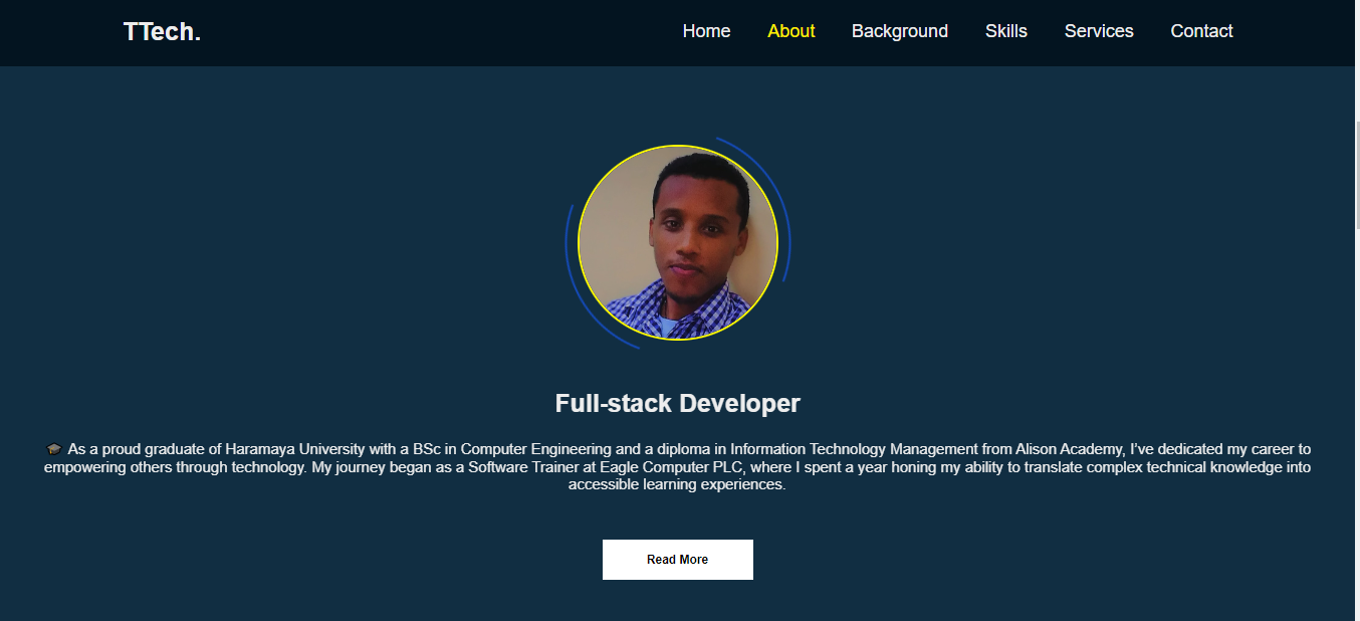 TTech.
Home About Background Skills Services Contact
Full-stack Developer
🎓 As a proud graduate of Haramaya University with a BSc in Computer Engineering and a diploma in Information Technology Management from Alison Academy, I’ve dedicated my career to
empowering others through technology. My journey began as a Software Trainer at Eagle Computer PLC, where I spent a year honing my ability to translate complex technical knowledge into
accessible learning experiences.
Read More